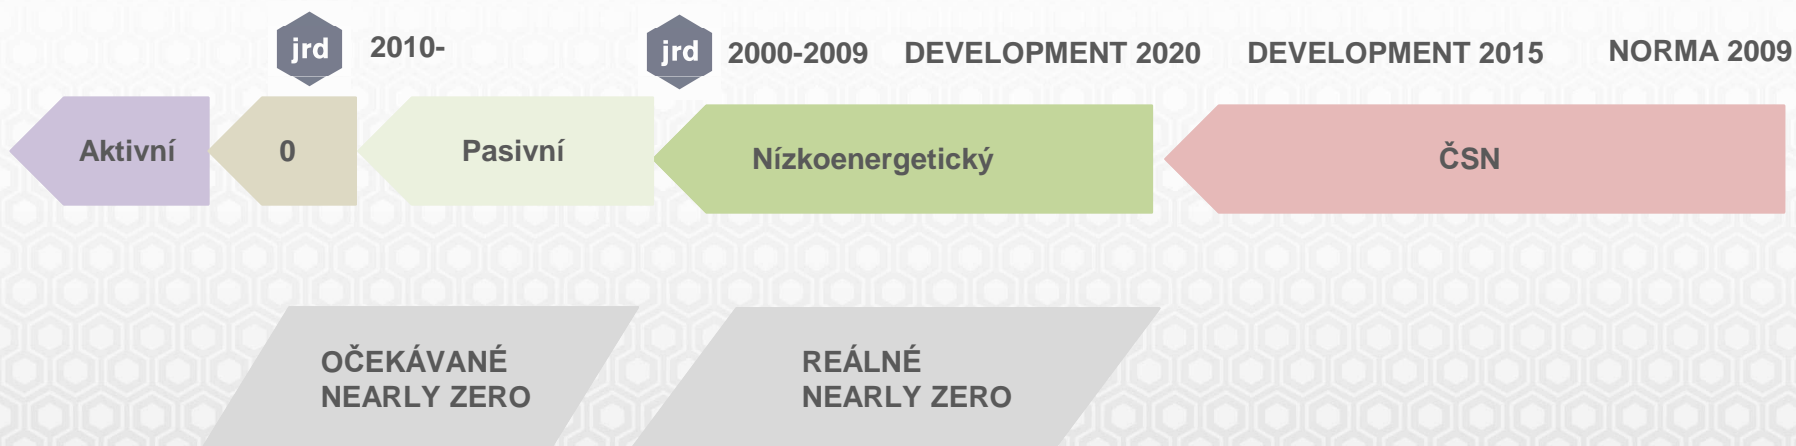 jrd 2010- jrd 2000-2009 DEVELOPMENT 2020 DEVELOPMENT 2015 NORMA 2009
Aktivní 0 Pasivní Nízkoenergetický ČSN
OČEKÁVANÉ
NEARLY ZERO
REÁLNÉ
NEARLY ZERO